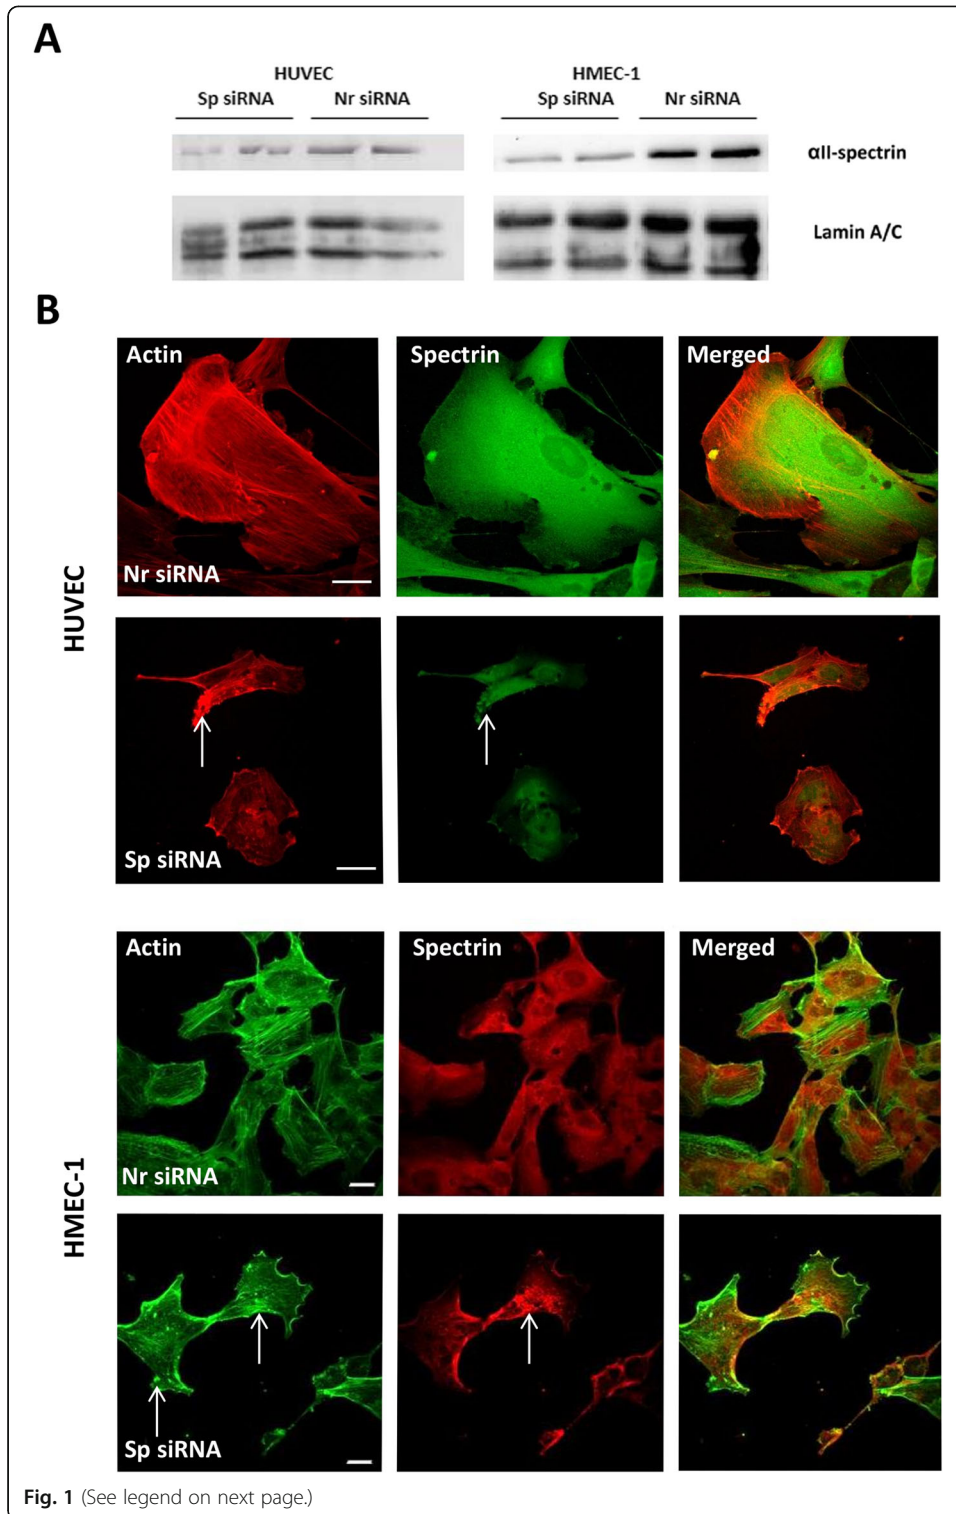 A
HUVEC
HMEC-1
Sp siRNA
Nr siRNA
Sp siRNA
Nr siRNA
αII-spectrin
Lamin A/C
B
Actin
Spectrin
Merged
Nr siRNA
HUVEC
Sp siRNA
Actin
Spectrin
Merged
Nr siRNA
HMEC-1
Sp siRNA
Fig. 1 (See legend on next page.)